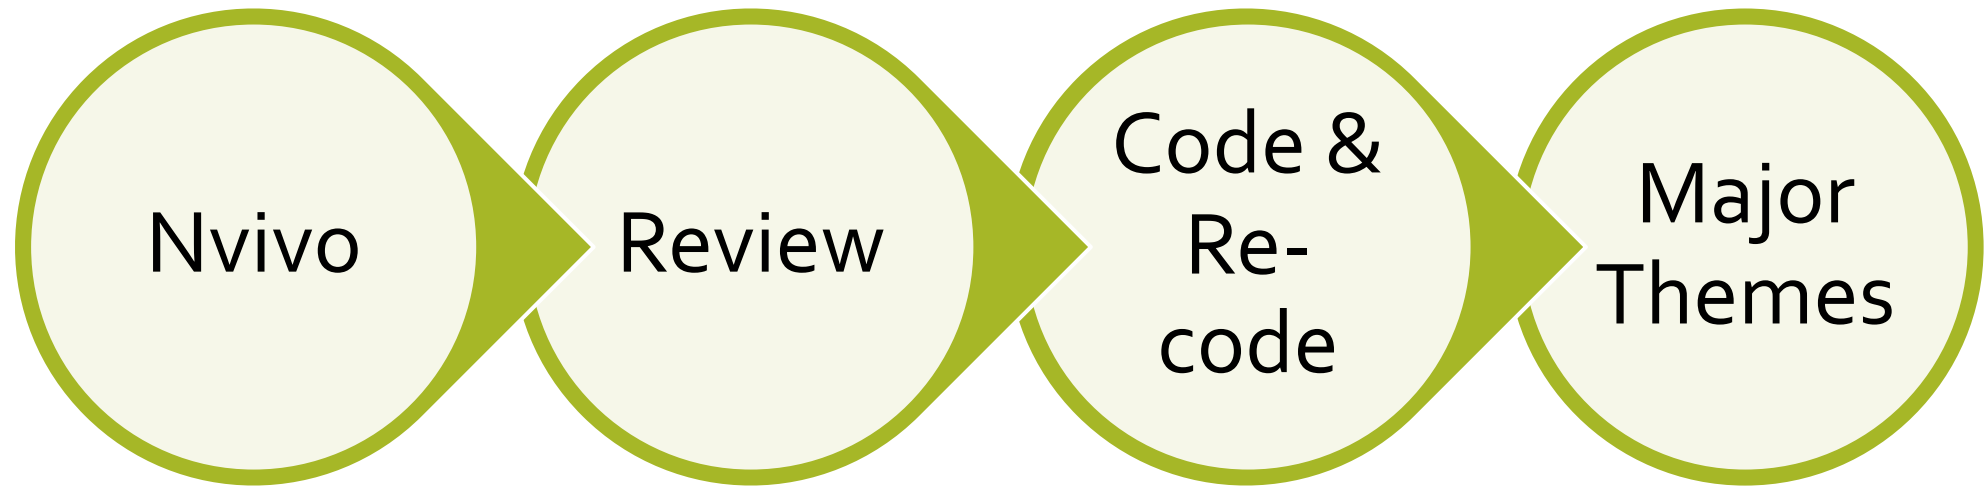 Nvivo
Review
Code &
Re-
code
Major
Themes